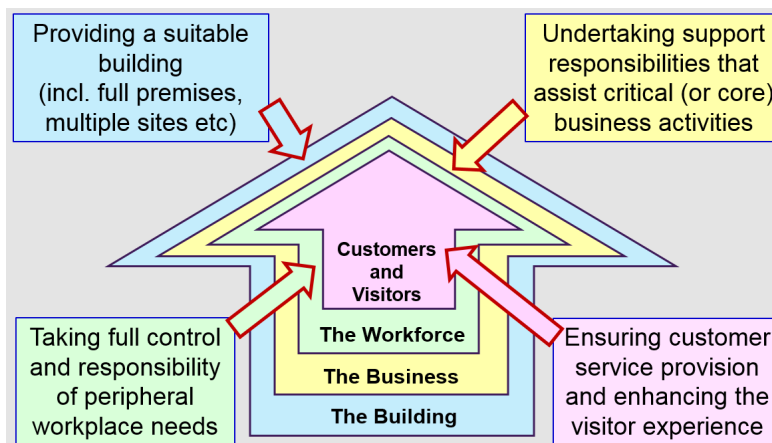 Providing a suitable
building
(incl. full premises,
multiple sites etc)
Undertaking support
responsibilities that
assist critical (or core)
business activities
Customers
and
Visitors
The Workforce
The Business
The Building
Taking full control
and responsibility
of peripheral
workplace needs
Ensuring customer
service provision
and enhancing the
visitor experience